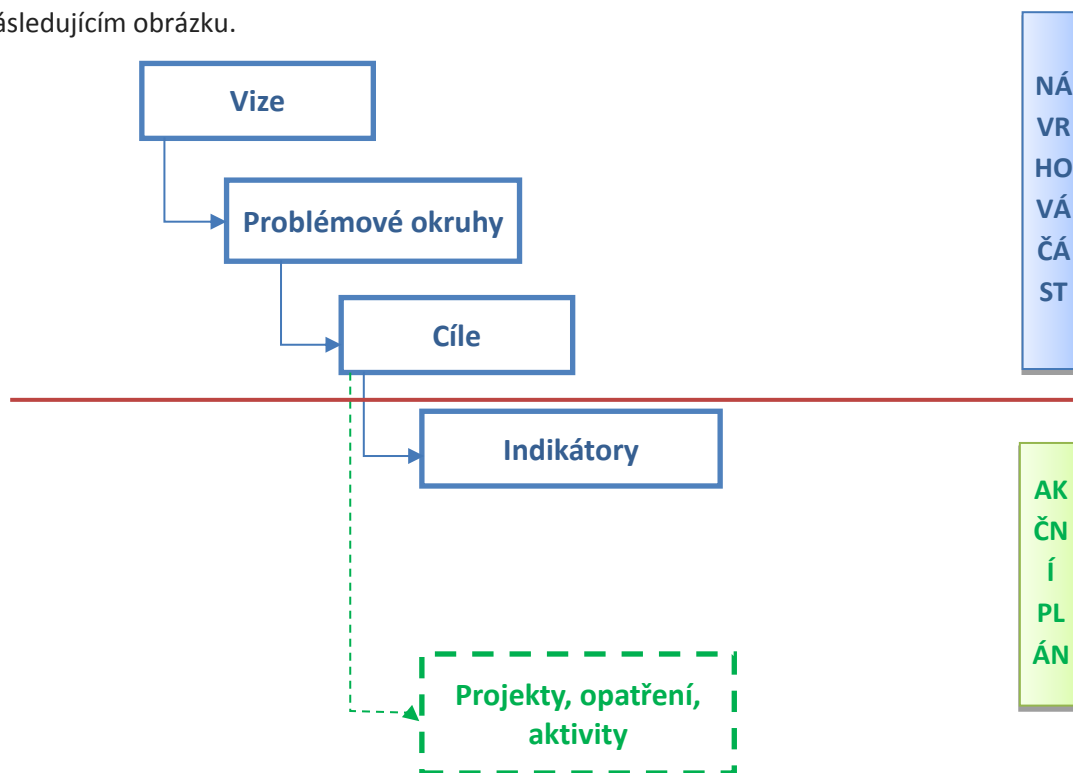 ásledujícím obrázku.
Vize
Problémové okruhy
Cíle
Indikátory
Projekty, opatření,
aktivity
NÁ
VR
HO
VÁ
ČÁ
ST
AK
ČN
Í
PL
ÁN